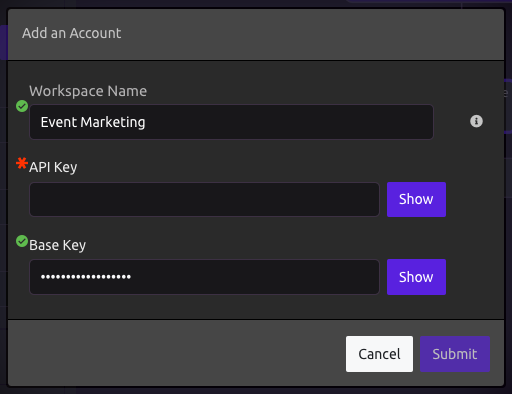 Add an Account
Workspace Name
Event Marketing
API Key
Show
Base Key
••••••••••••••••••
Show
Cancel
Submit